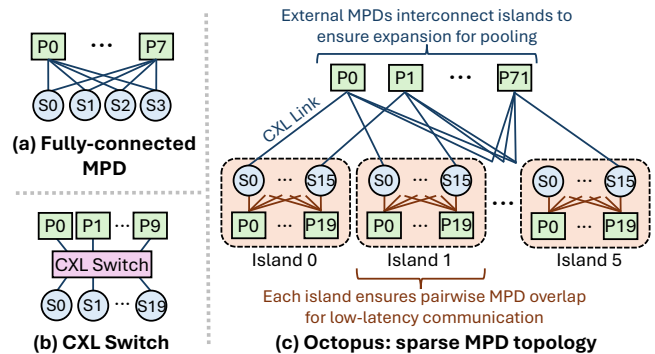 P0 ... P7
S0 S1 S2 S3
(a) Fully-connected
MPD
P0 P1 ... P9
CXL Switch
S0 S1 ... S19
(b) CXL Switch
External MPDs interconnect islands to
ensure expansion for pooling
P0 P1 ... P71
CXL Link
S0 ... S15 S0 ... S15 ... S0 ... S15
P0 ... P19 P0 ... P19 P0 ... P19
Island 0 Island 1 Island 5
Each island ensures pairwise MPD overlap
for low-latency communication
(c) Octopus: sparse MPD topology